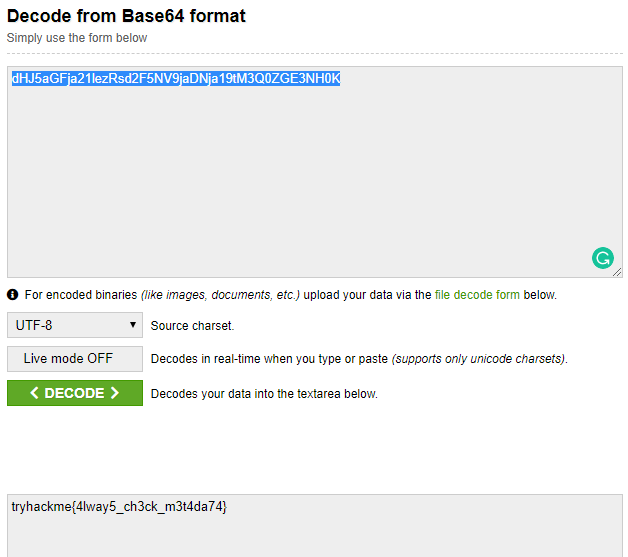 Decode from Base64 format
Simply use the form below
dHJ5aGFja21lezRsd2F5NV9jaDNja19tM3Q0ZGE3NH0K
For encoded binaries (like images, documents, etc.) upload your data via the file decode form below.
UTF-8 Source charset.
Live mode OFF Decodes in real-time when you type or paste (supports only unicode charsets).
< DECODE > Decodes your data into the textarea below.
tryhackme{4lway5_ch3ck_m3t4da74}